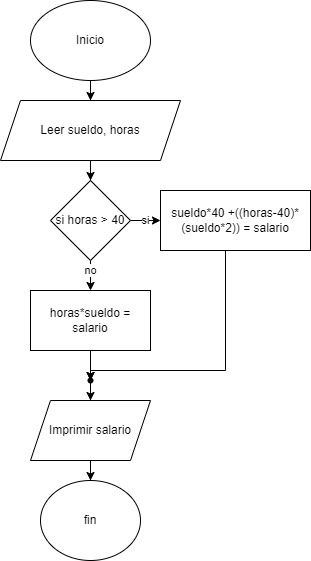 Inicio
Leer sueldo, horas
si horas > 40
si
sueldo*40 +((horas-40)*
(sueldo*2)) = salario
no
horas*sueldo =
salario
Imprimir salario
fin